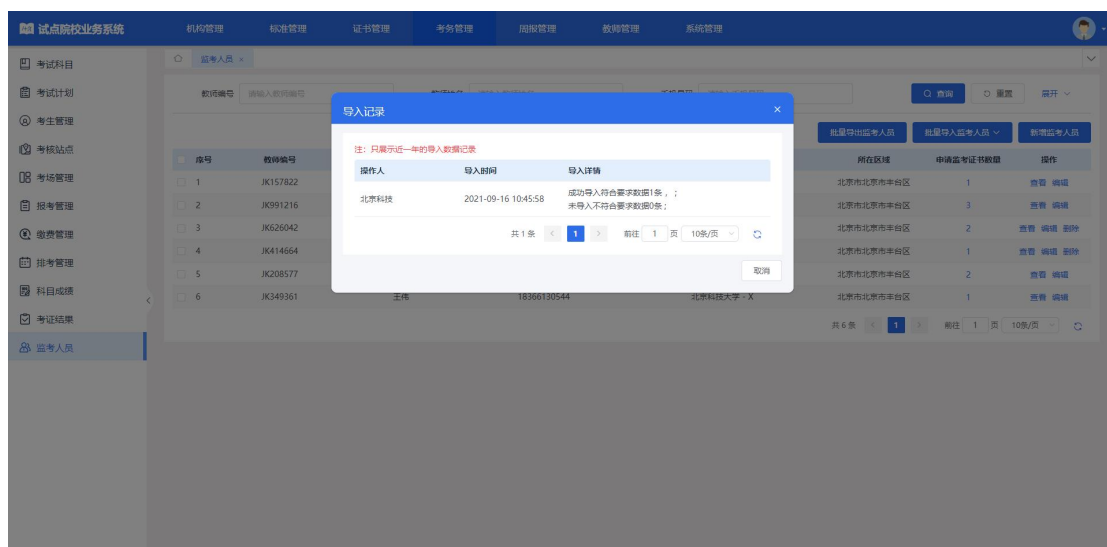 试点院校业务系统
机构管理 标准管理 证书管理 考务管理 周报管理 教师管理 系统管理
考试科目
考试计划
考生管理
考核站点
考场管理
报考管理
缴费管理
排考管理
科目成绩
考证结果
监考人员
监考人员 ×
教师编号 请输入教师编号
查询 重置 展开
批量导出监考人员 批量导入监考人员 新增监考人员
序号 教师编号 所在区域 申请监考证书数量 操作
1 JK157822 北京市北京市丰台区 1 查看 编辑
2 JK991216 北京市北京市丰台区 3 查看 编辑
3 JK626042 北京市北京市丰台区 2 查看 编辑 删除
4 JK414664 北京市北京市丰台区 1 查看 编辑 删除
5 JK208577 北京市北京市丰台区 2 查看 编辑
6 JK349361 王伟 18366130544 北京科技大学 - X 北京市北京市丰台区 1 查看 编辑
共 6 条 < 1 > 前往 1 页 10条/页
导入记录 ×
注：只展示近一年的导入数据记录
操作人 导入时间 导入详情
北京科技 2021-09-16 10:45:58 成功导入符合要求数据1条，；
未导入不符合要求数据0条；
共 1 条 < 1 > 前往 1 页 10条/页
取消